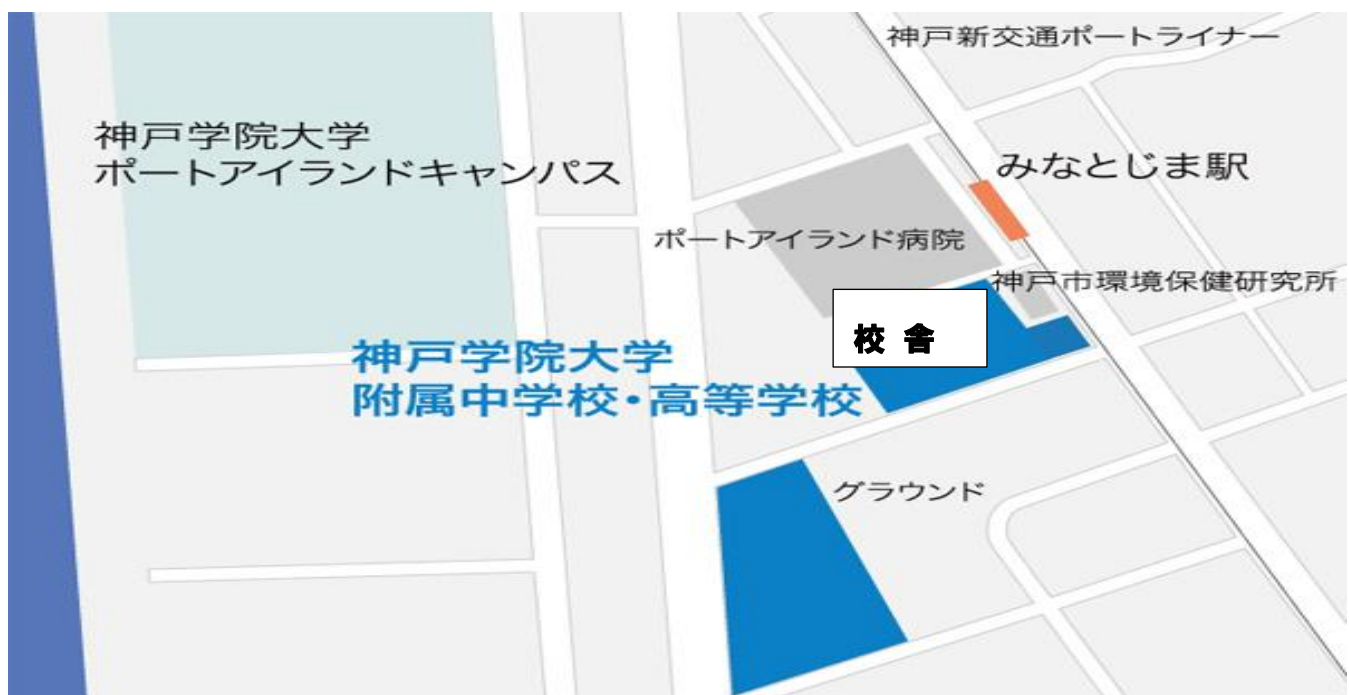 神戸新交通ポートライナー
神戸学院大学
ポートアイランドキャンパス
みなとじま駅
ポートアイランド病院
神戸市環境保健研究所
校舎
神戸学院大学
附属中学校・高等学校
グラウンド